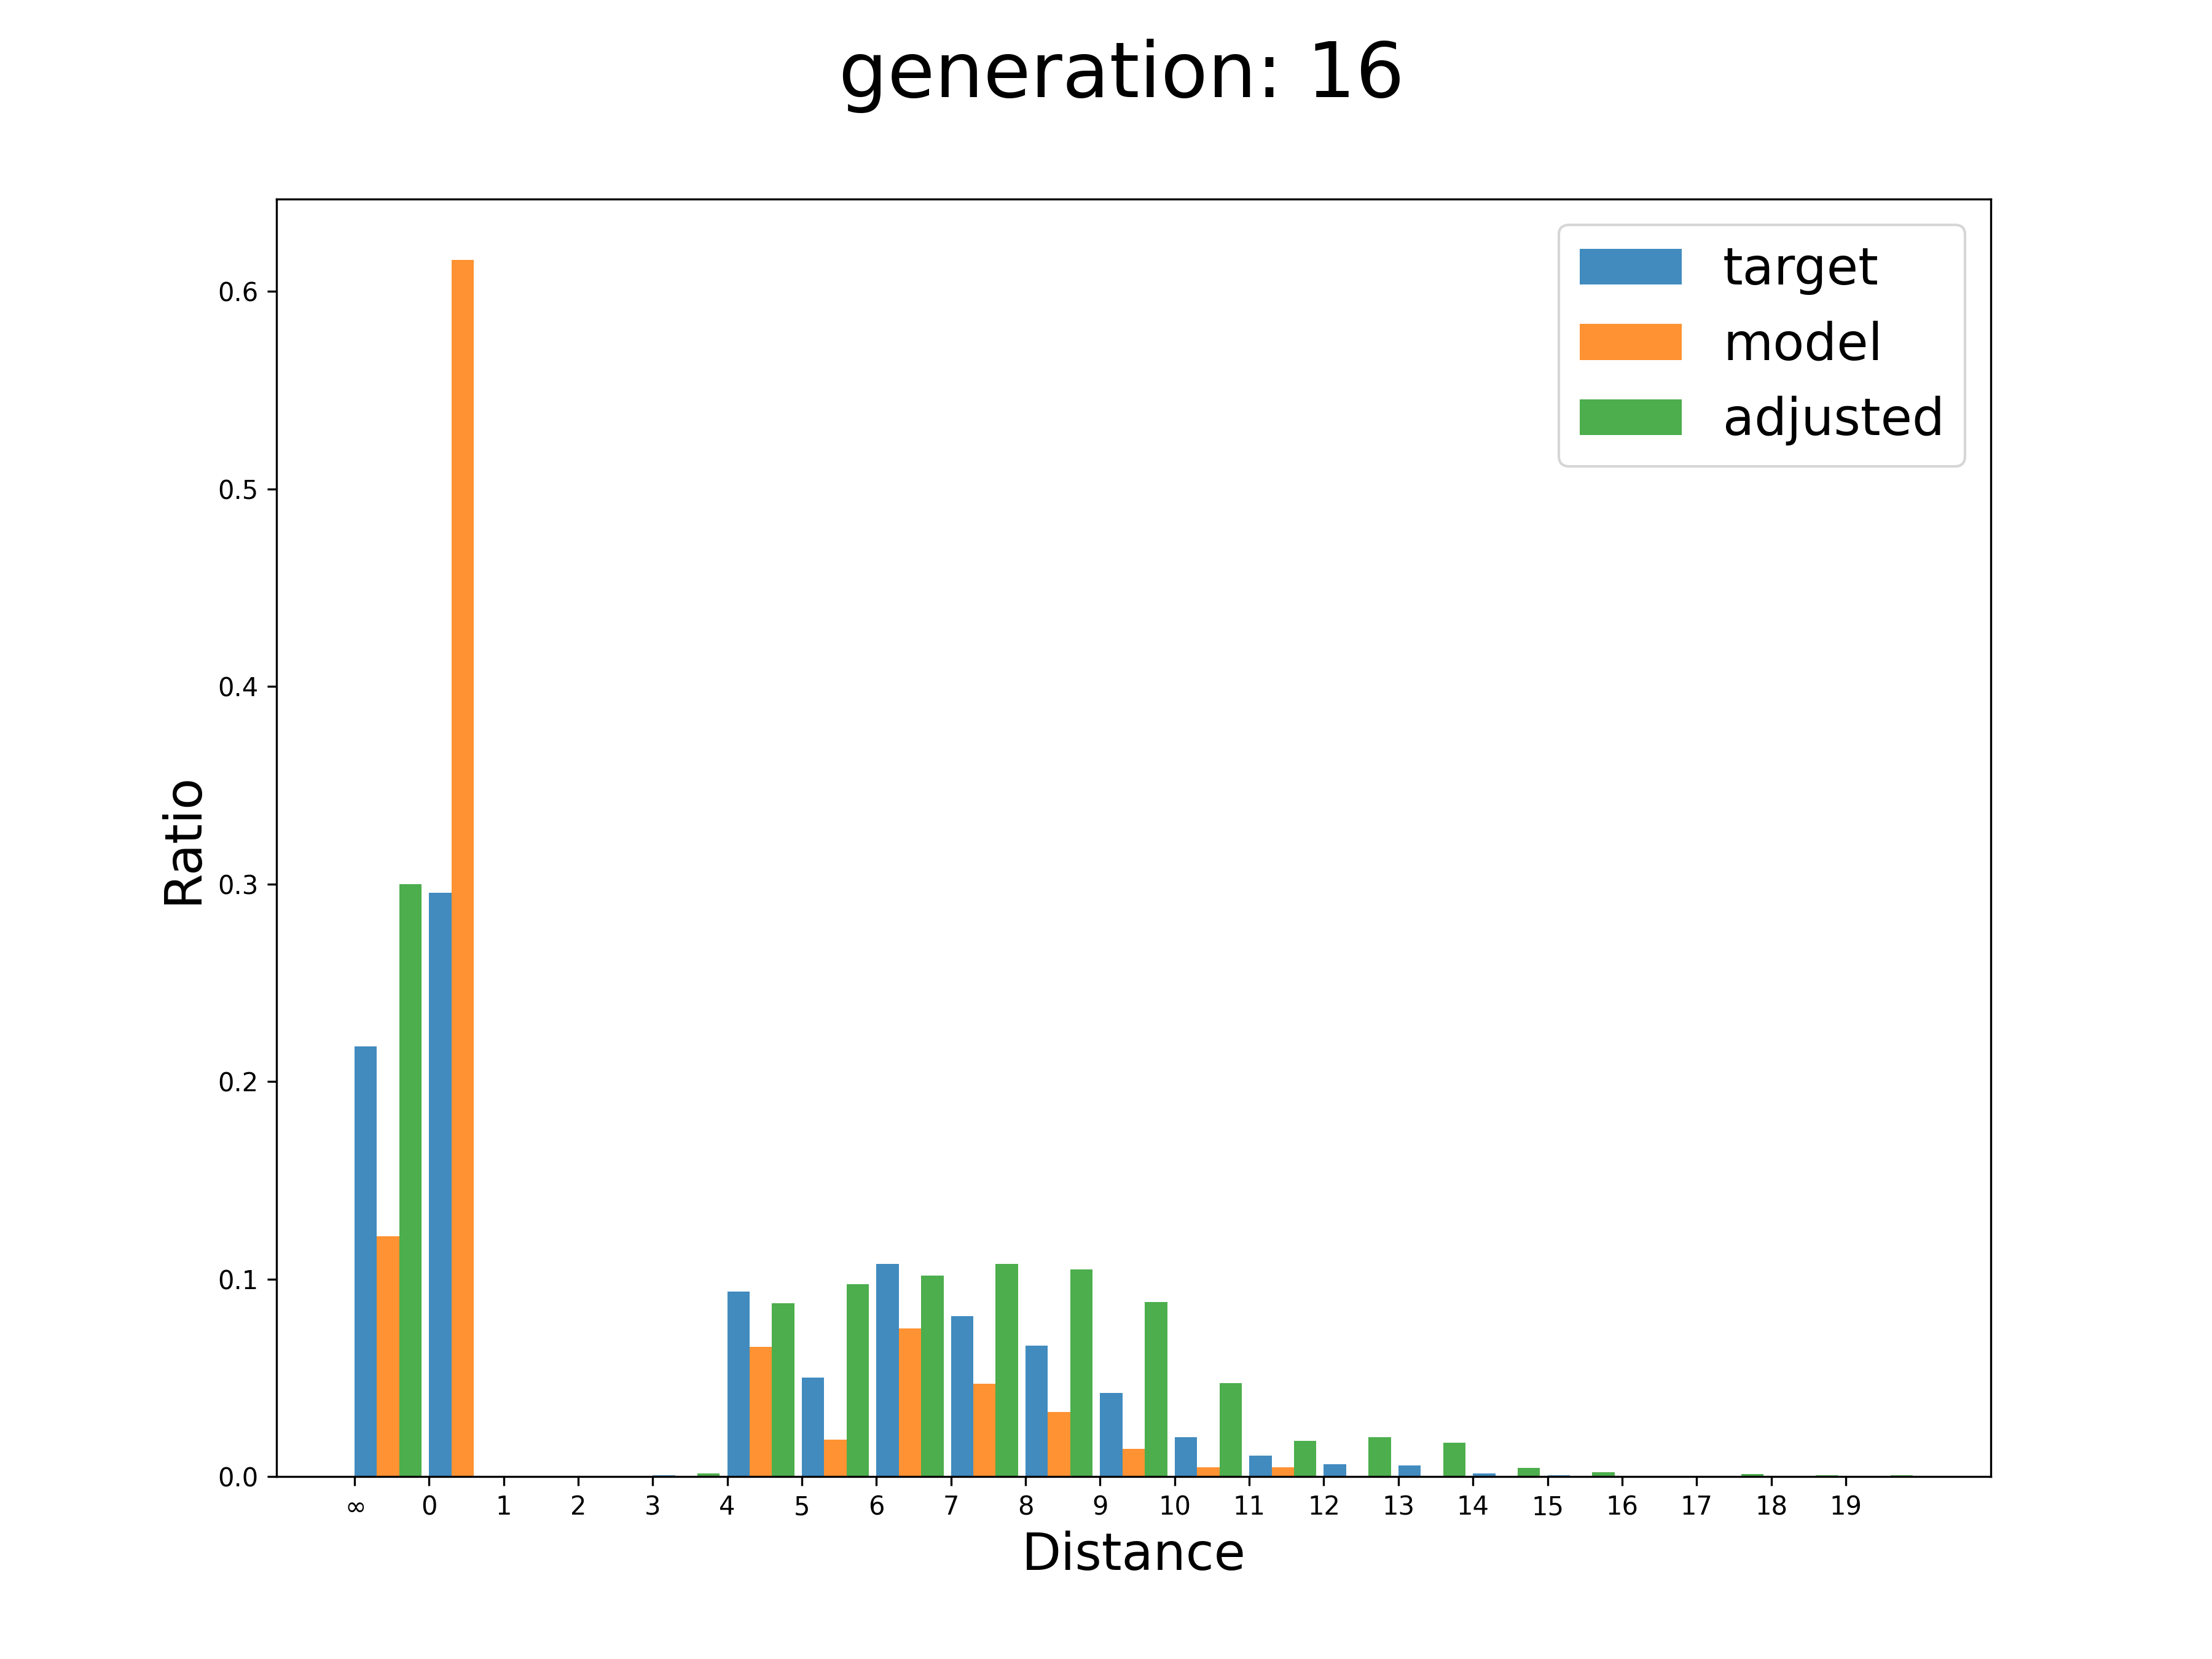 generation: 16
target
model
adjusted
Ratio
0.6
0.5
0.4
0.3
0.2
0.1
0.0
∞ 0 1 2 3 4 5 6 7 8 9 10 11 12 13 14 15 16 17 18 19
Distance